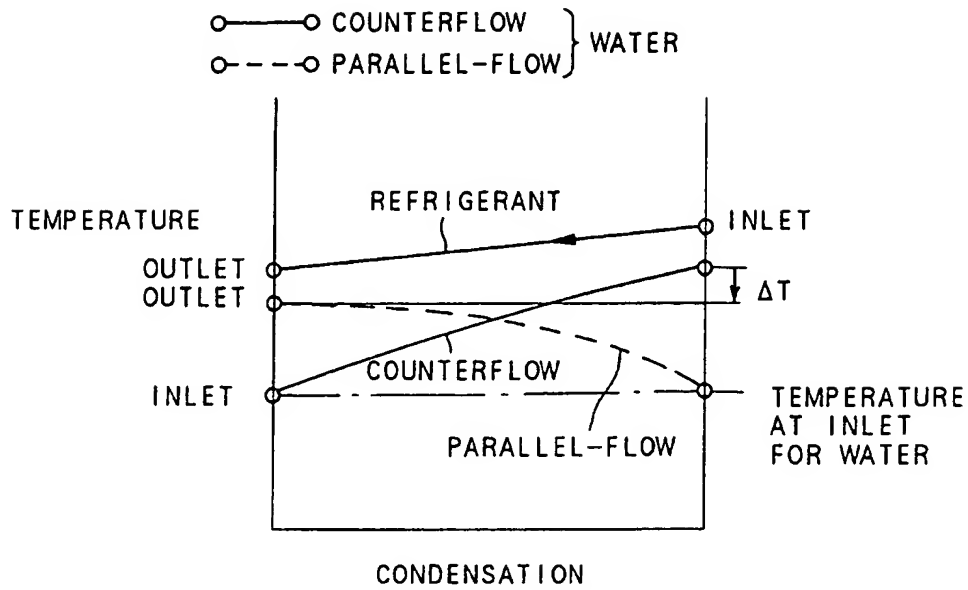 COUNTERFLOW
PARALLEL-FLOW
WATER
TEMPERATURE
REFRIGERANT
INLET
OUTLET
OUTLET
ΔT
COUNTERFLOW
INLET
PARALLEL-FLOW
TEMPERATURE
AT INLET
FOR WATER
CONDENSATION